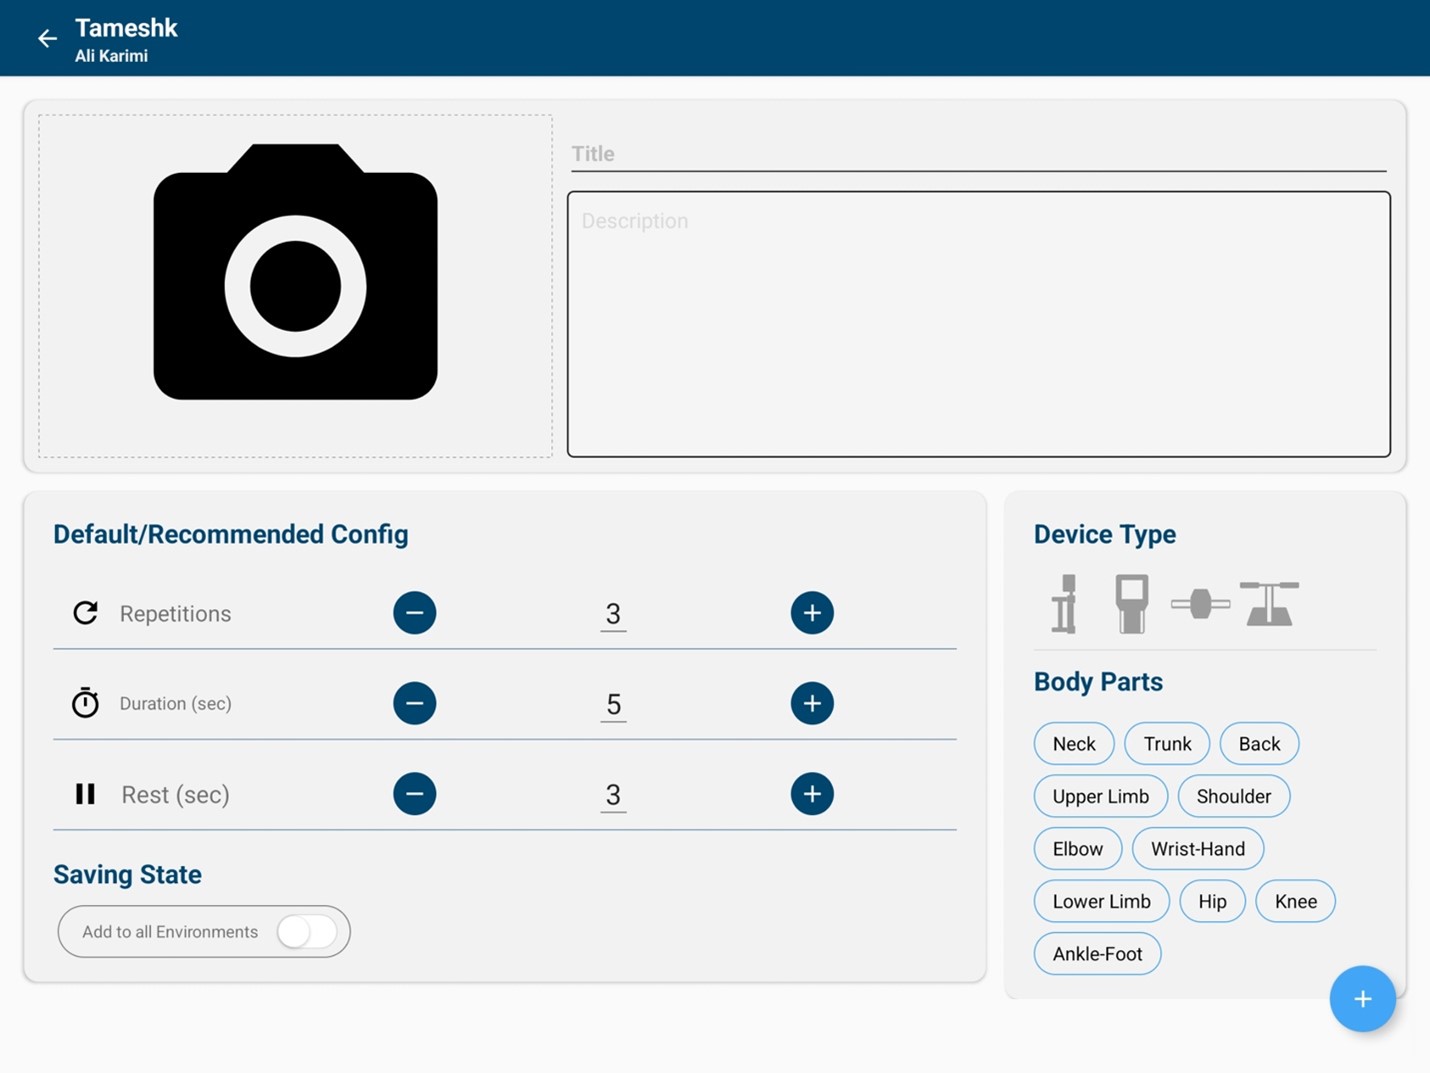 Tameshk
Ali Karimi
Title
Description
Default/Recommended Config
Repetitions 3
Duration (sec) 5
Rest (sec) 3
Saving State
Add to all Environments
Device Type
Body Parts
Neck Trunk Back
Upper Limb Shoulder
Elbow Wrist-Hand
Lower Limb Hip Knee
Ankle-Foot